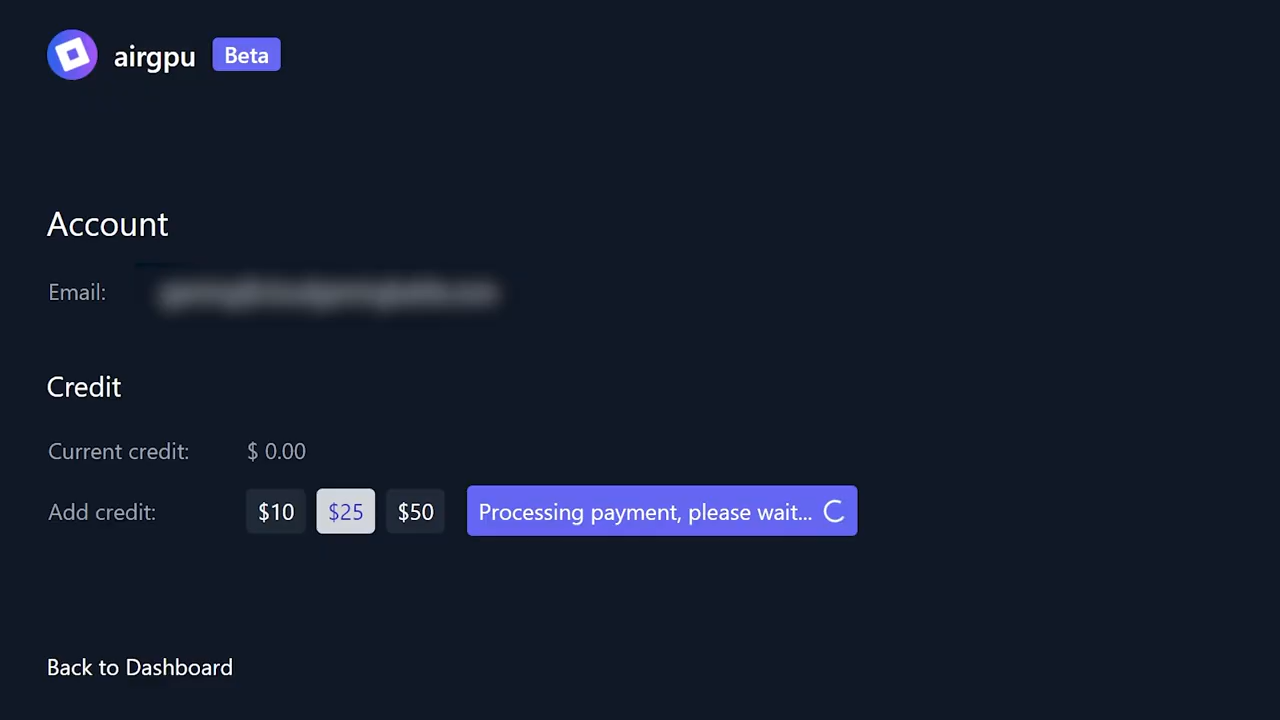 airgpu Beta
Account
Email:
Credit
Current credit: $ 0.00
Add credit: $10 $25 $50 Processing payment, please wait...
Back to Dashboard